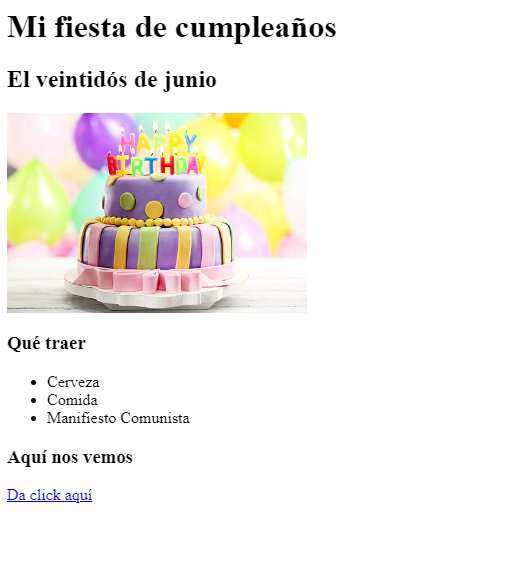 Mi fiesta de cumpleaños
El veintidós de junio
HAPPY
BIRTHDAY
Qué traer
Cerveza
Comida
Manifiesto Comunista
Aquí nos vemos
Da click aquí